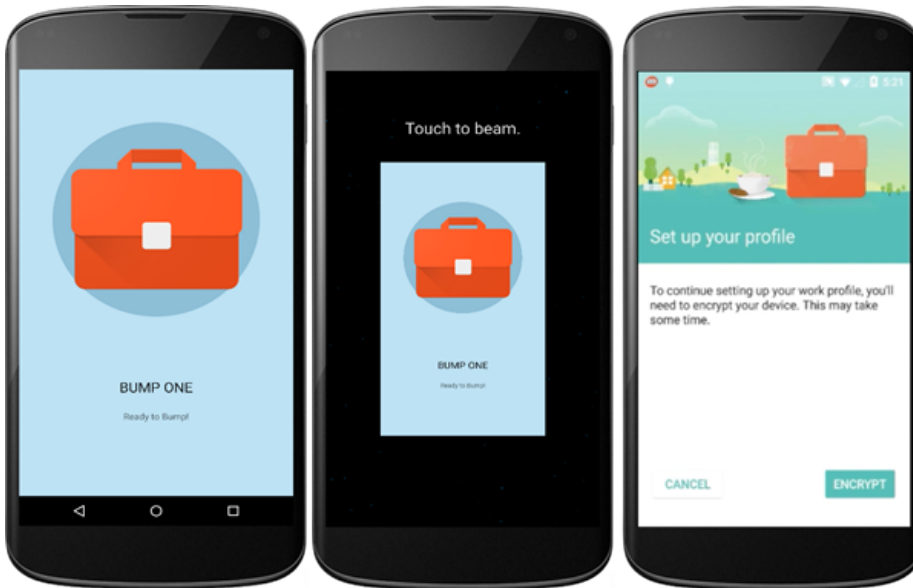 BUMP ONE
Ready to Bump!
Touch to beam.
BUMP ONE
Ready to Bump!
5:21
Set up your profile
To continue setting up your work profile, you'll
need to encrypt your device. This may take
some time.
CANCEL
ENCRYPT